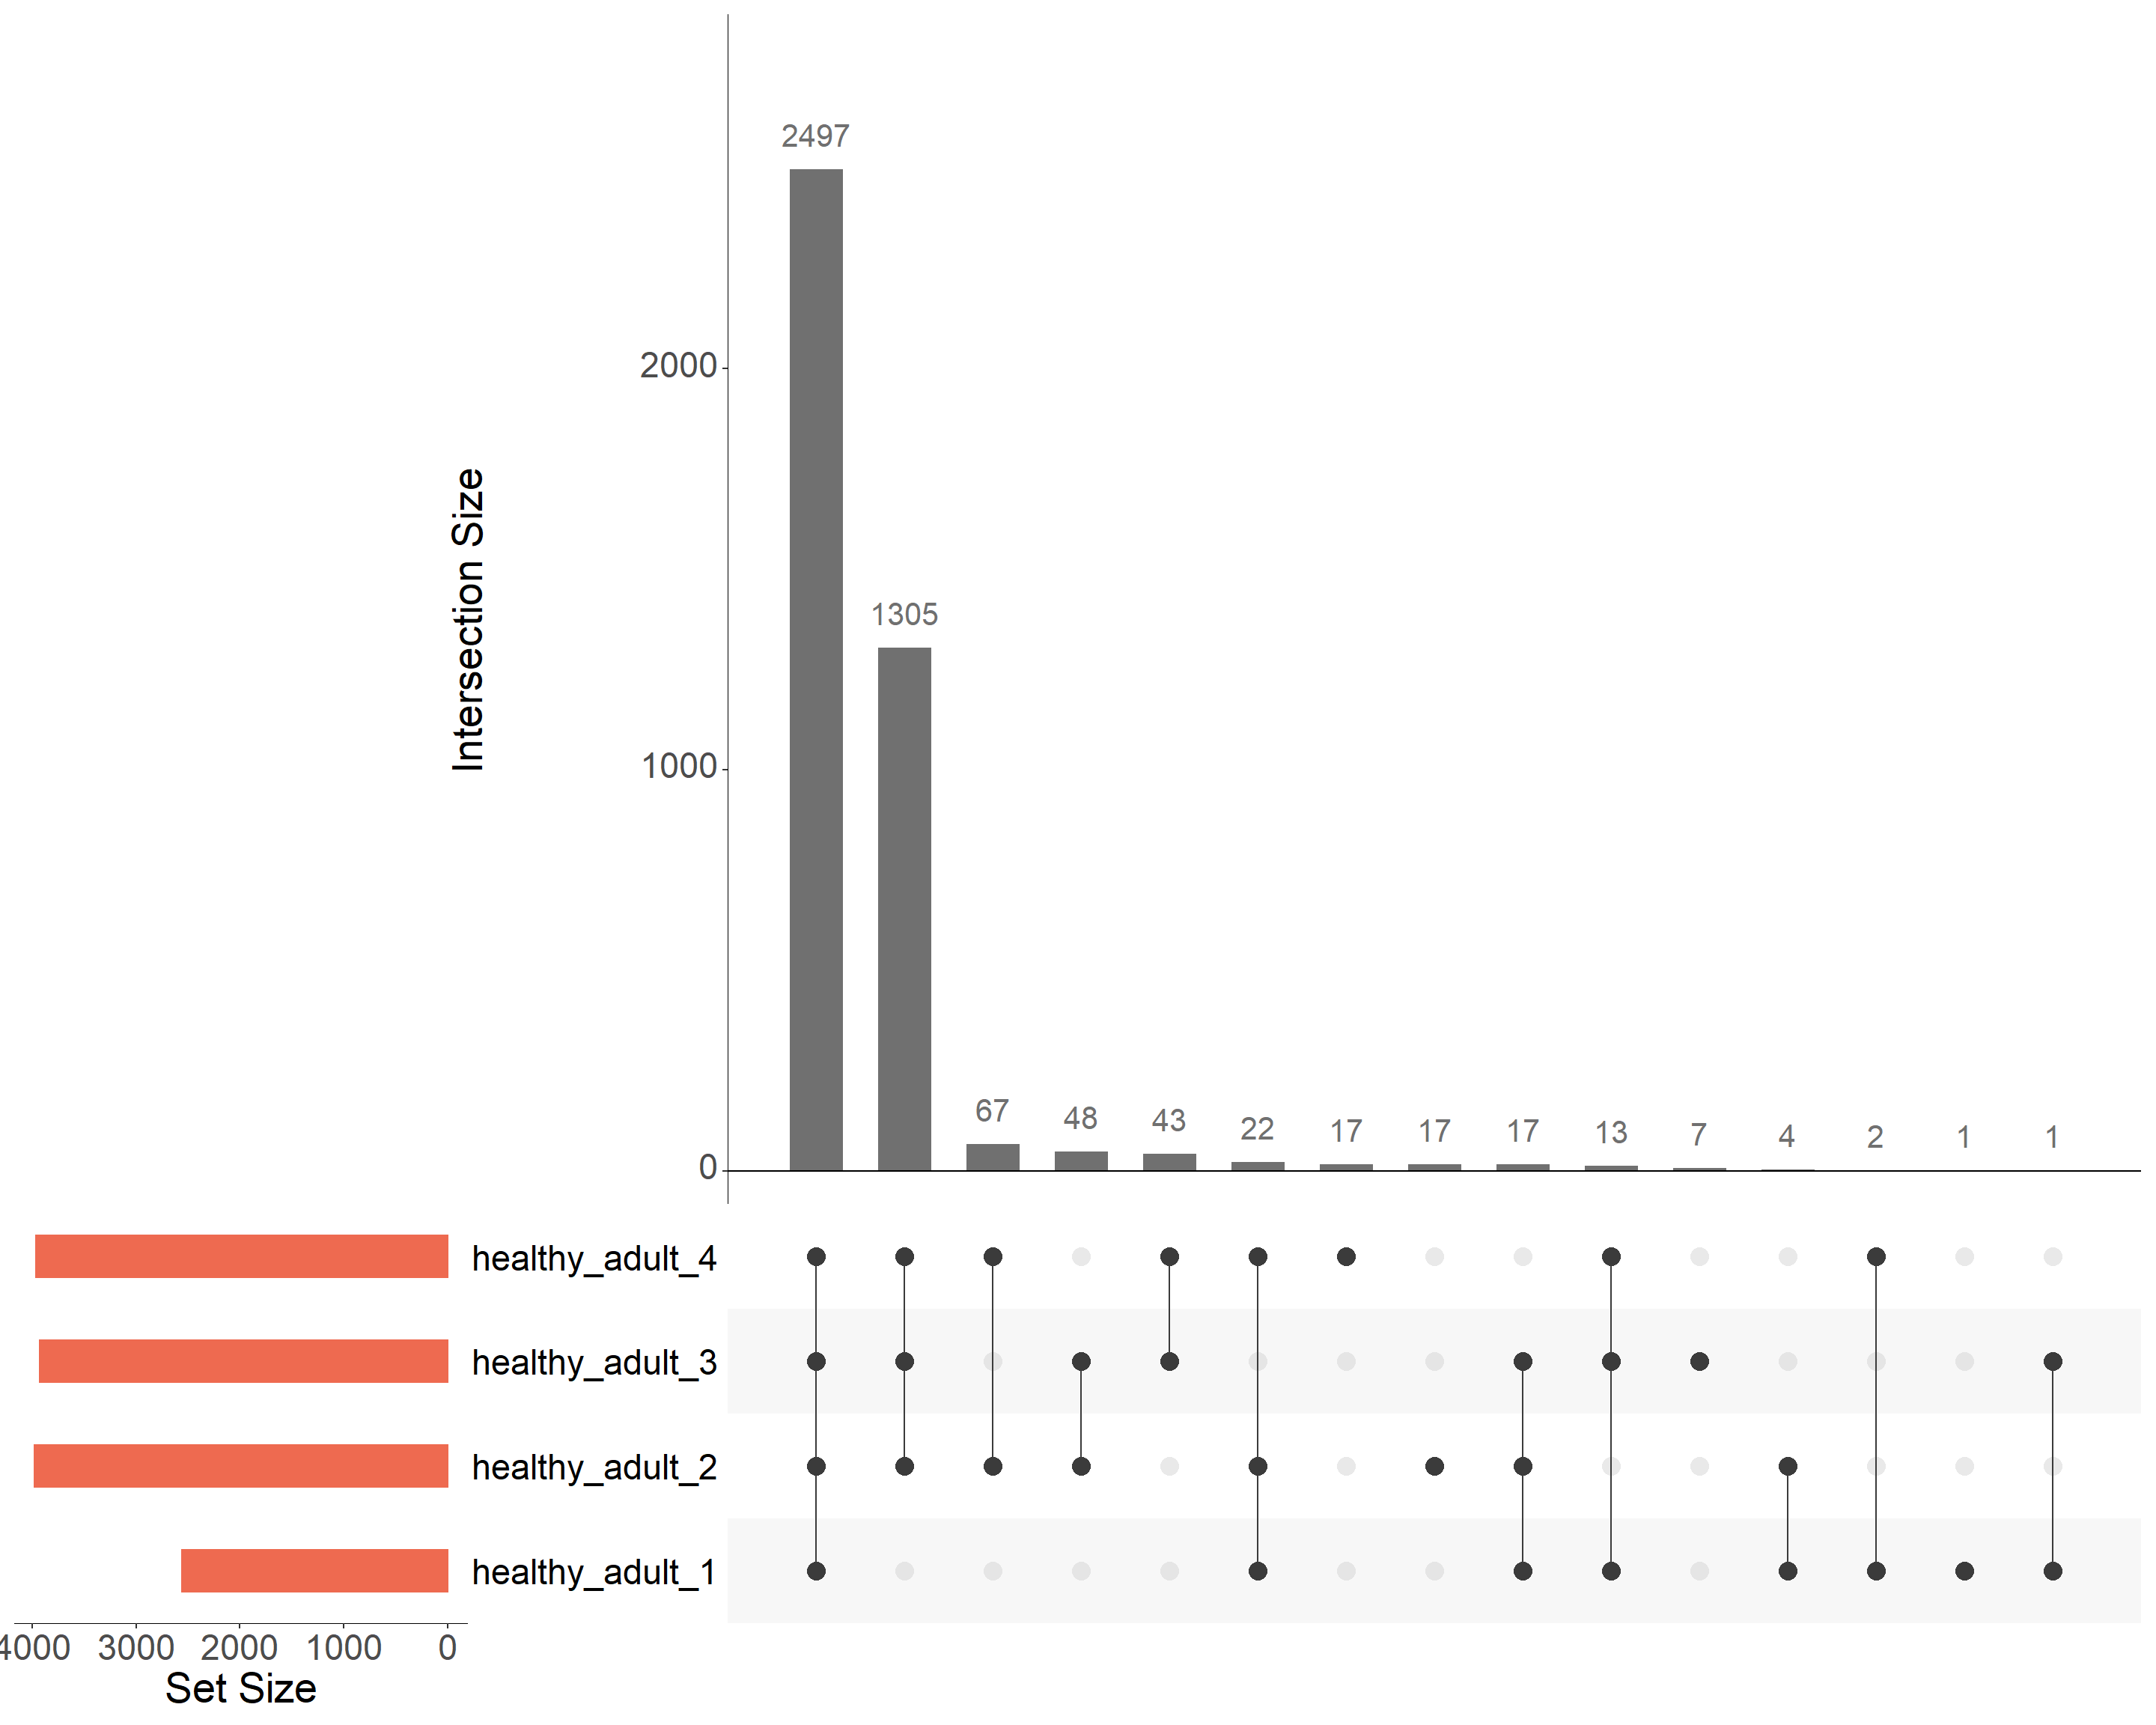 2497
1305
67 48 43 22 17 17 17 13 7 4 2 1 1
Intersection Size
2000
1000
0
healthy_adult_4
healthy_adult_3
healthy_adult_2
healthy_adult_1
4000 3000 2000 1000 0
Set Size